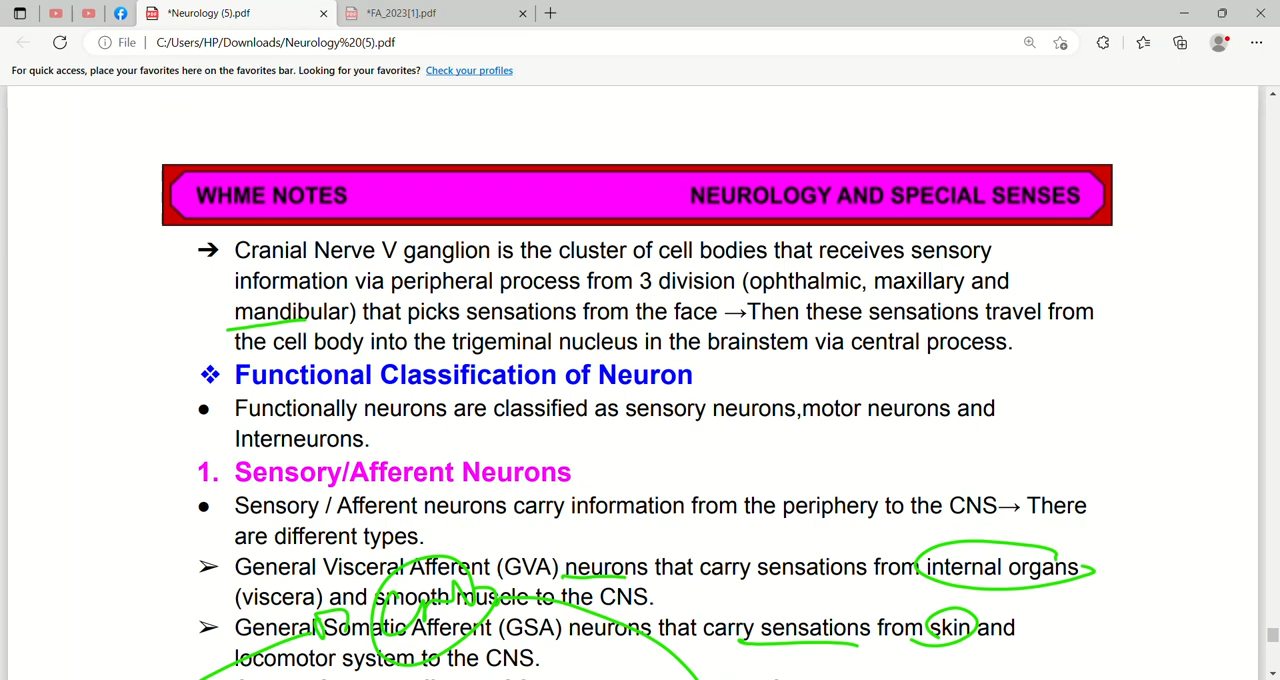 *Neurology (5).pdf
*FA_2023[1].pdf
File
C:/Users/HP/Downloads/Neurology%20(5).pdf
For quick access, place your favorites here on the favorites bar. Looking for your favorites? Check your profiles
WHME NOTES NEUROLOGY AND SPECIAL SENSES
➔ Cranial Nerve V ganglion is the cluster of cell bodies that receives sensory
information via peripheral process from 3 division (ophthalmic, maxillary and
mandibular) that picks sensations from the face →Then these sensations travel from
the cell body into the trigeminal nucleus in the brainstem via central process.
❖ Functional Classification of Neuron
● Functionally neurons are classified as sensory neurons,motor neurons and
Interneurons.
1. Sensory/Afferent Neurons
● Sensory / Afferent neurons carry information from the periphery to the CNS→ There
are different types.
➢ General Visceral Afferent (GVA) neurons that carry sensations from internal organs
(viscera) and smooth muscle to the CNS.
➢ General Somatic Afferent (GSA) neurons that carry sensations from skin and
locomotor system to the CNS.